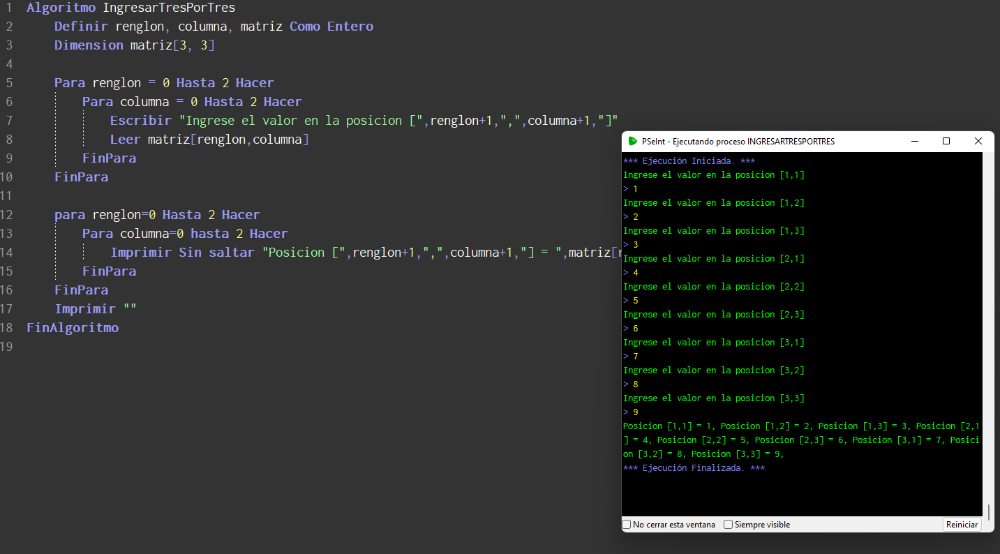 1 Algoritmo IngresarTresPorTres
2 Definir renglon, columna, matriz Como Entero
3 Dimension matriz[3, 3]
4
5 Para renglon = 0 Hasta 2 Hacer
6 Para columna = 0 Hasta 2 Hacer
7 Escribir "Ingrese el valor en la posicion [",renglon+1,",",columna+1,"]"
8 Leer matriz[renglon,columna]
9 FinPara
10 FinPara
11
12 para renglon=0 Hasta 2 Hacer
13 Para columna=0 hasta 2 Hacer
14 Imprimir Sin saltar "Posicion [",renglon+1,",",columna+1,"] = ",matriz[r
15 FinPara
16 FinPara
17 Imprimir ""
18 FinAlgoritmo
19
PSeInt - Ejecutando proceso INGRESARTRESPORTRES
*** Ejecución Iniciada. ***
Ingrese el valor en la posicion [1,1]
> 1
Ingrese el valor en la posicion [1,2]
> 2
Ingrese el valor en la posicion [1,3]
> 3
Ingrese el valor en la posicion [2,1]
> 4
Ingrese el valor en la posicion [2,2]
> 5
Ingrese el valor en la posicion [2,3]
> 6
Ingrese el valor en la posicion [3,1]
> 7
Ingrese el valor en la posicion [3,2]
> 8
Ingrese el valor en la posicion [3,3]
> 9
Posicion [1,1] = 1, Posicion [1,2] = 2, Posicion [1,3] = 3, Posicion [2,1
] = 4, Posicion [2,2] = 5, Posicion [2,3] = 6, Posicion [3,1] = 7, Posici
on [3,2] = 8, Posicion [3,3] = 9,
*** Ejecución Finalizada. ***
No cerrar esta ventana Siempre visible Reiniciar